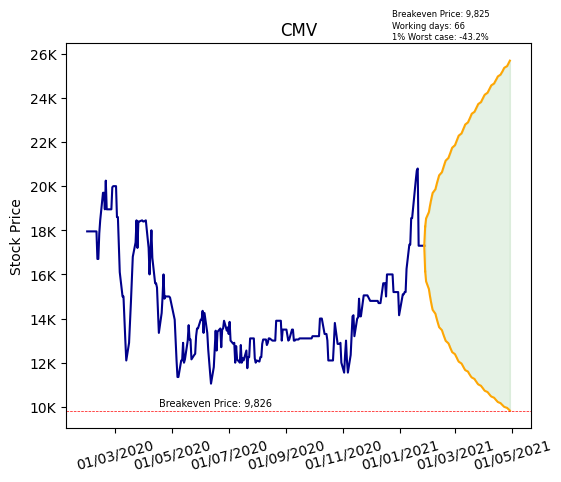 Breakeven Price: 9,825
Working days: 66
1% Worst case: -43.2%
CMV
Stock Price
26K
24K
22K
20K
18K
16K
14K
12K
10K
Breakeven Price: 9,826
01/03/2020
01/05/2020
01/07/2020
01/09/2020
01/11/2020
01/01/2021
01/03/2021
01/05/2021